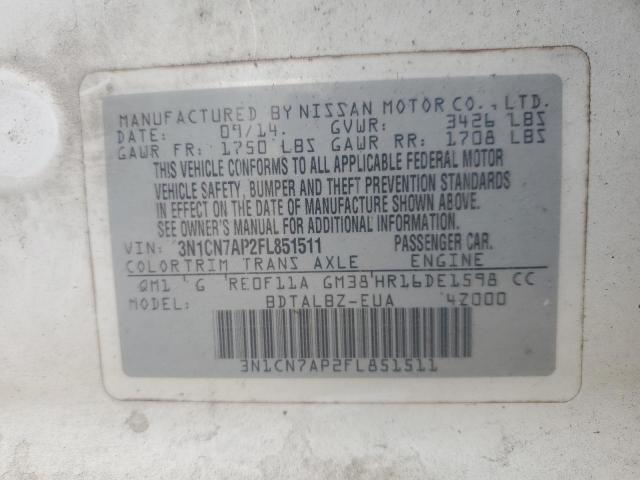 MANUFACTURED BY NISSAN MOTOR CO., LTD.
DATE: 09/14. GVWR: 3426 LBS
GAWR FR: 1750 LBS GAWR RR: 1708 LBS
THIS VEHICLE CONFORMS TO ALL APPLICABLE FEDERAL MOTOR
VEHICLE SAFETY, BUMPER AND THEFT PREVENTION STANDARDS
IN EFFECT ON THE DATE OF MANUFACTURE SHOWN ABOVE.
SEE OWNER'S MANUAL FOR ADDITIONAL INFORMATION.
VIN: 3N1CN7AP2FL851511 PASSENGER CAR.
COLOR TRIM TRANS AXLE ENGINE
QM1 G RE0F11A GM38 HR16DE1598 CC
MODEL: BDTALBZ-EUA 4Z000
3N1CN7AP2FL851511